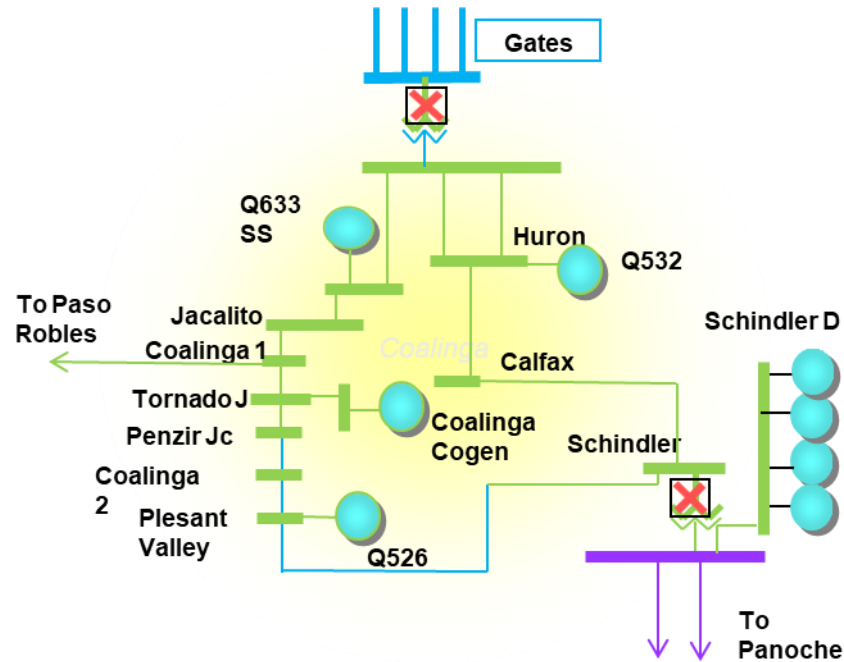 Gates
Q633
SS
Huron
Q532
To Paso
Robles
Jacalito
Schindler D
Coalinga
Coalinga 1
Calfax
Tornado J
Coalinga
Cogen
Penzir Jc
Schindler
Coalinga
2
Plesant
Valley
Q526
To
Panoche